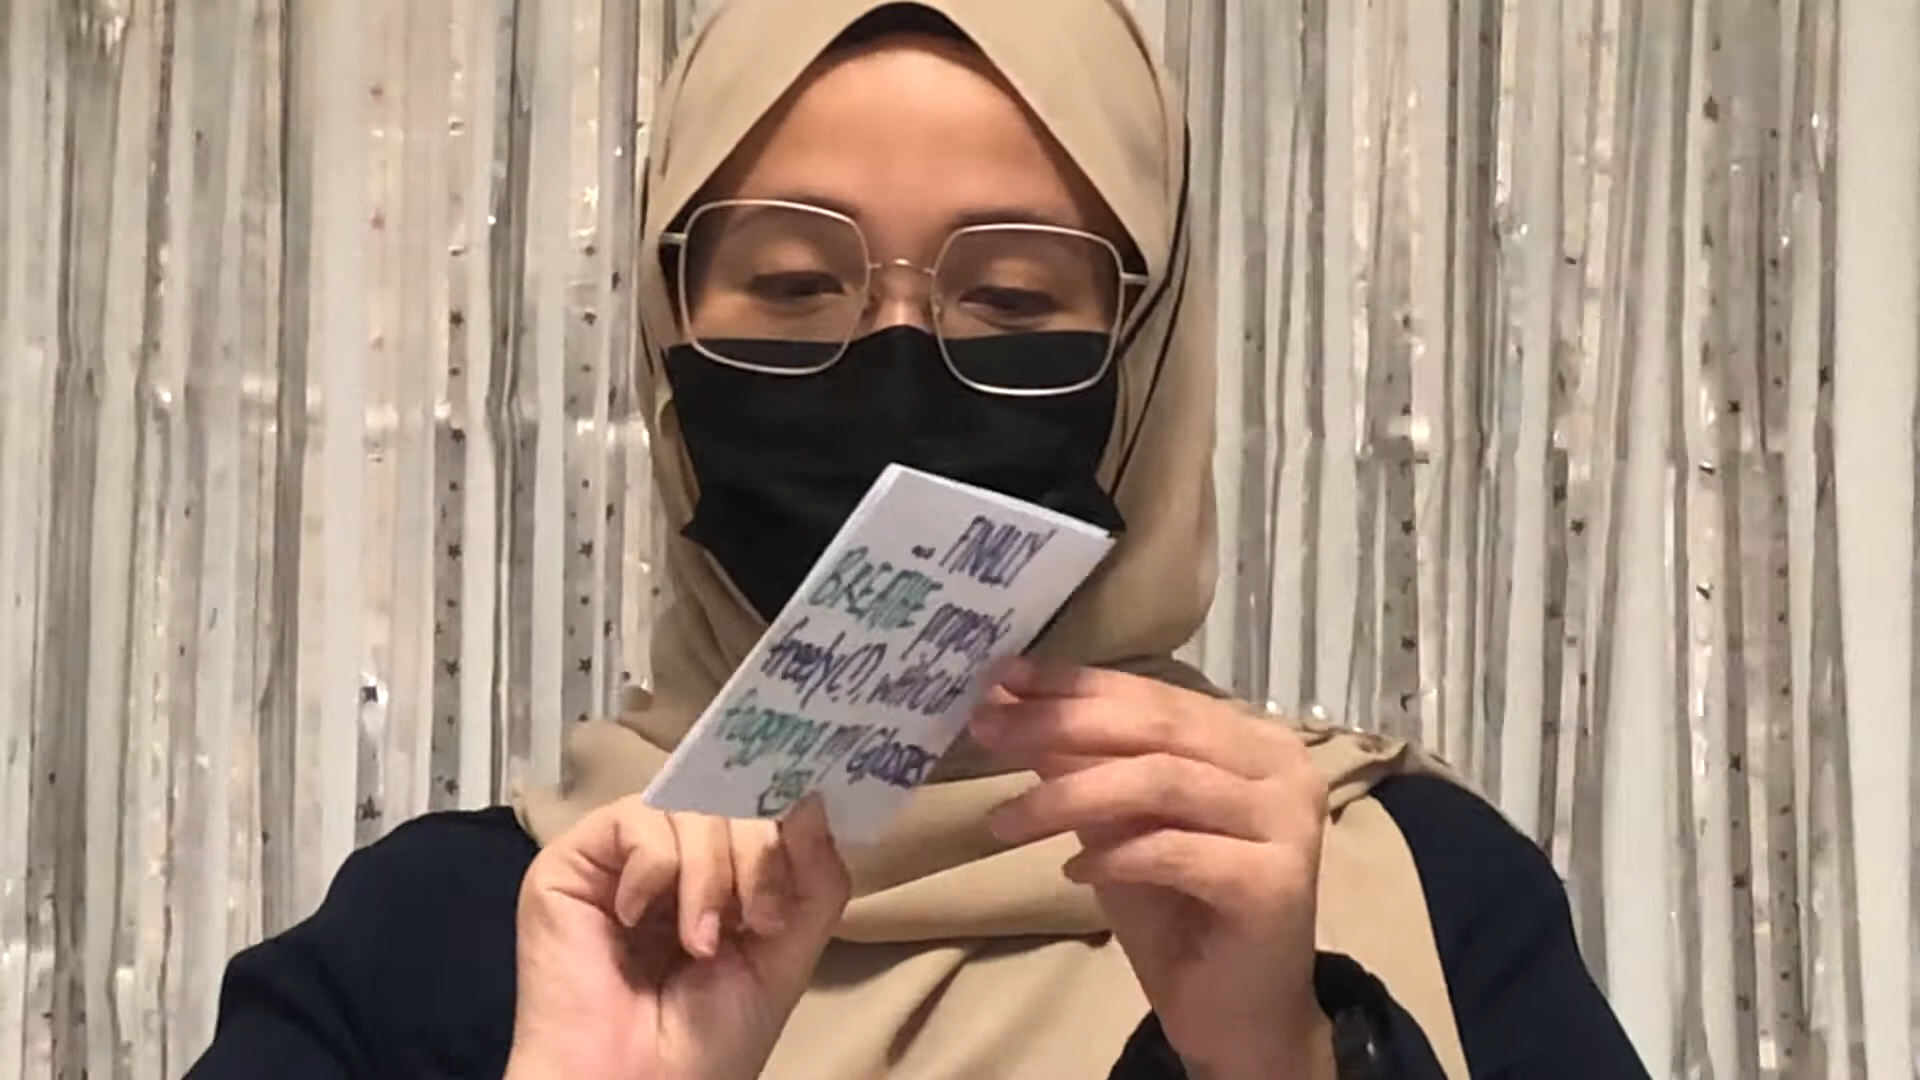 ... FINALLY
BREATHE properly,
freely(!), without
fogging my Glasses